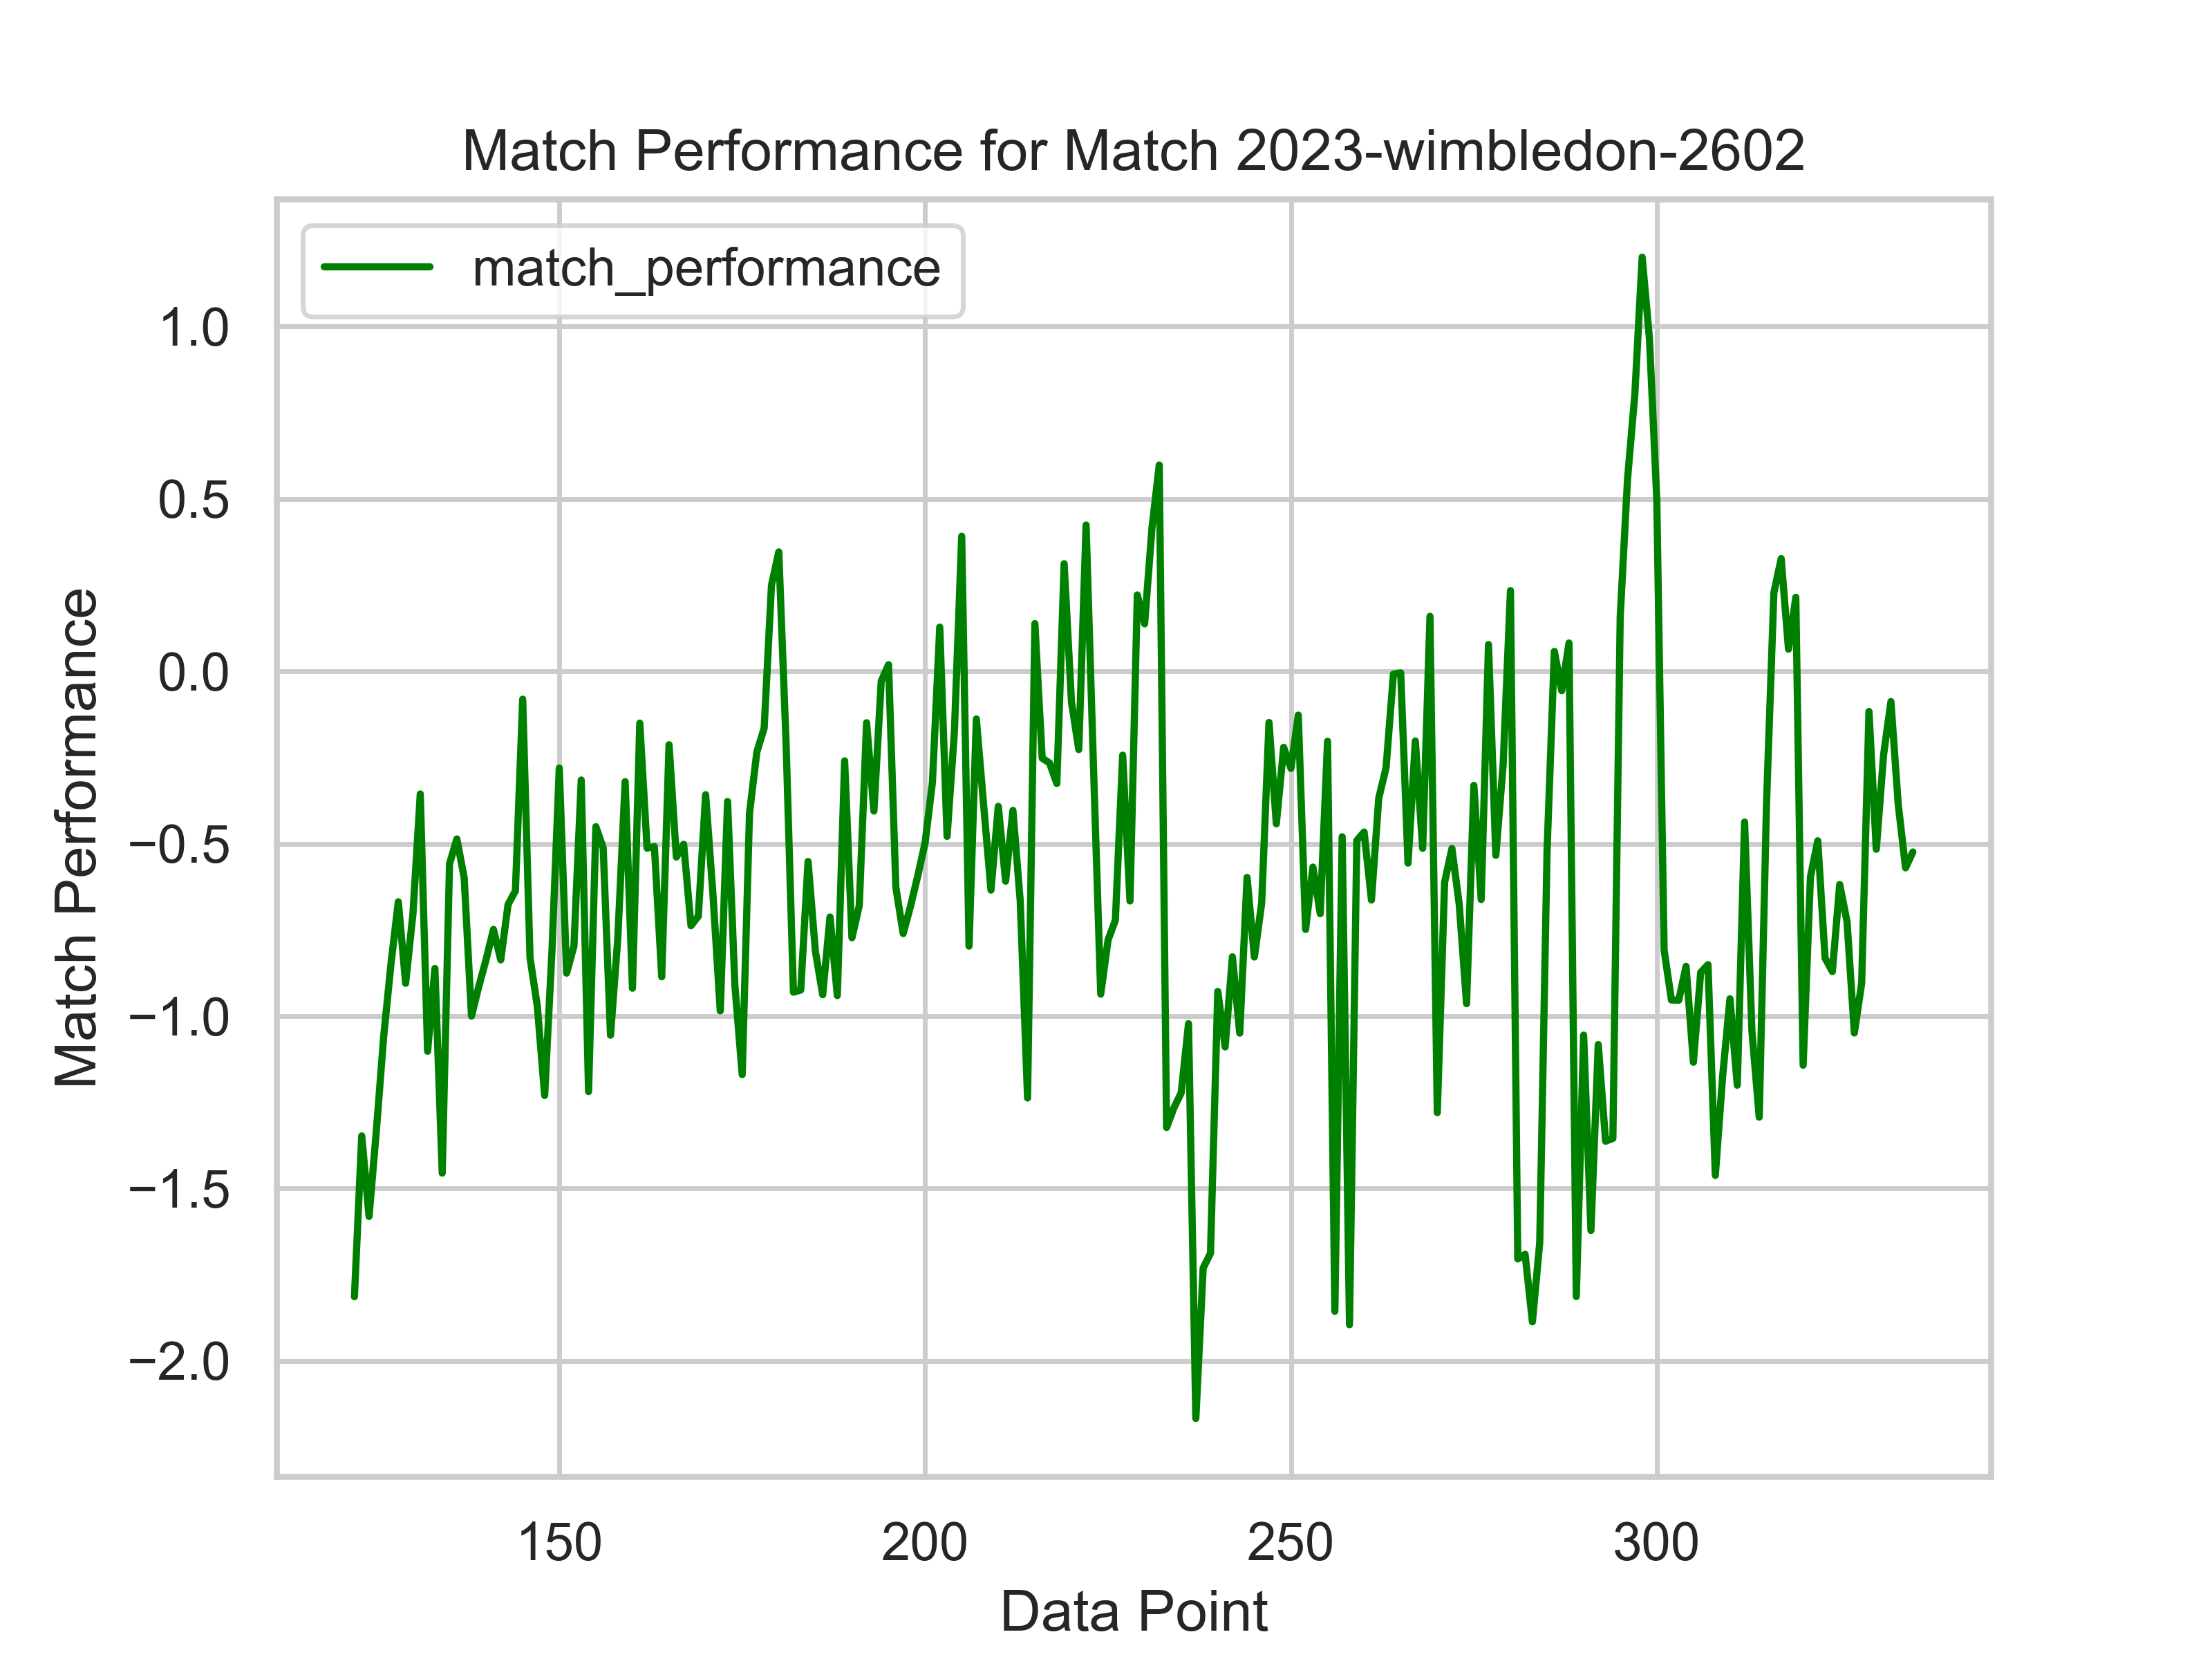 Match Performance for Match 2023-wimbledon-2602
match_performance
Match Performance
1.0
0.5
0.0
−0.5
−1.0
−1.5
−2.0
150 200 250 300
Data Point